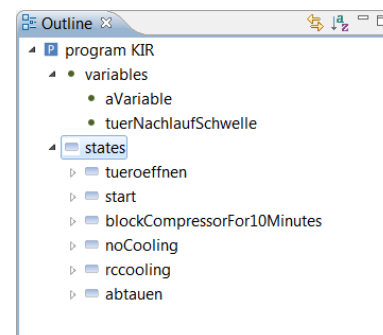 Outline
program KIR
variables
aVariable
tuerNachlaufSchwelle
states
tueroeffnen
start
blockCompressorFor10Minutes
noCooling
rccooling
abtauen